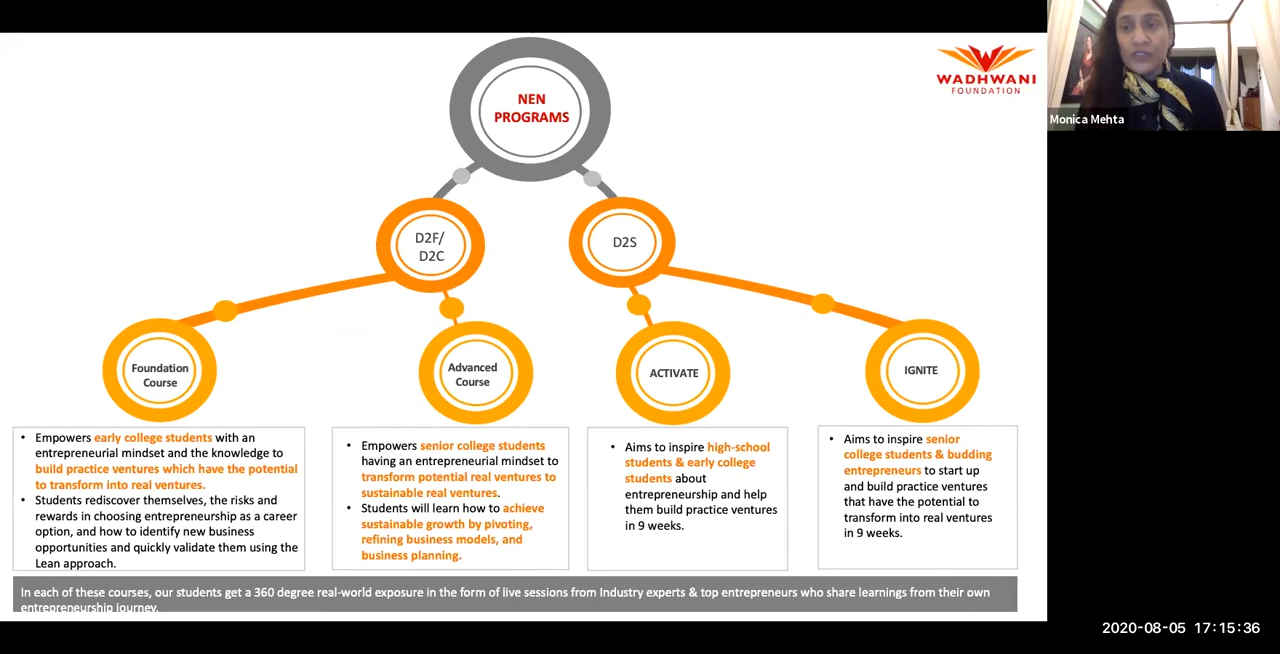 NEN
PROGRAMS
WADHWANI
FOUNDATION
Monica Mehta
D2F/
D2C
D2S
Foundation
Course
Advanced
Course
ACTIVATE
IGNITE
• Empowers early college students with an
entrepreneurial mindset and the knowledge to
build practice ventures which have the potential
to transform into real ventures.
• Students rediscover themselves, the risks and
rewards in choosing entrepreneurship as a career
option, and how to identify new business
opportunities and quickly validate them using the
Lean approach.
• Empowers senior college students
having an entrepreneurial mindset to
transform potential real ventures to
sustainable real ventures.
• Students will learn how to achieve
sustainable growth by pivoting,
refining business models, and
business planning.
• Aims to inspire high-school
students & early college
students about
entrepreneurship and help
them build practice ventures
in 9 weeks.
• Aims to inspire senior
college students & budding
entrepreneurs to start up
and build practice ventures
that have the potential to
transform into real ventures
in 9 weeks.
In each of these courses, our students get a 360 degree real-world exposure in the form of live sessions from Industry experts & top entrepreneurs who share learnings from their own
entrepreneurship journey.
2020-08-05 17:15:36